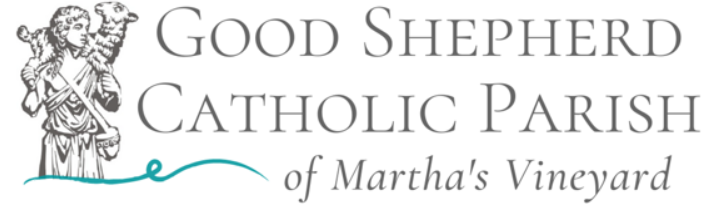 GOOD SHEPHERD
CATHOLIC PARISH
of Martha's Vineyard